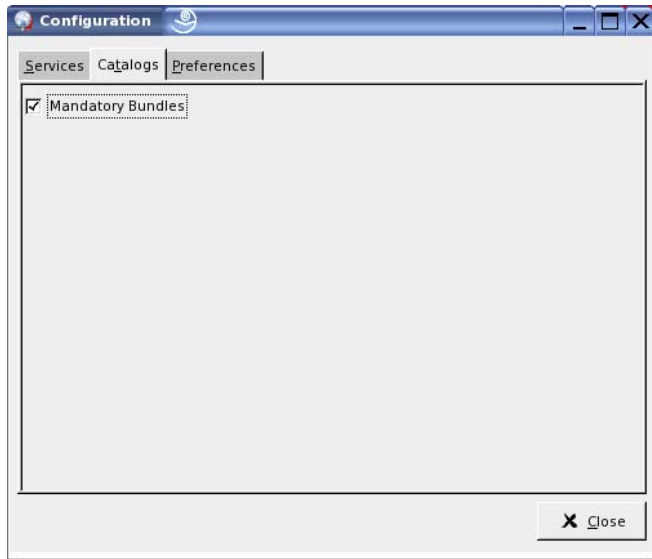 Configuration
Services Catalogs Preferences
Mandatory Bundles
Close